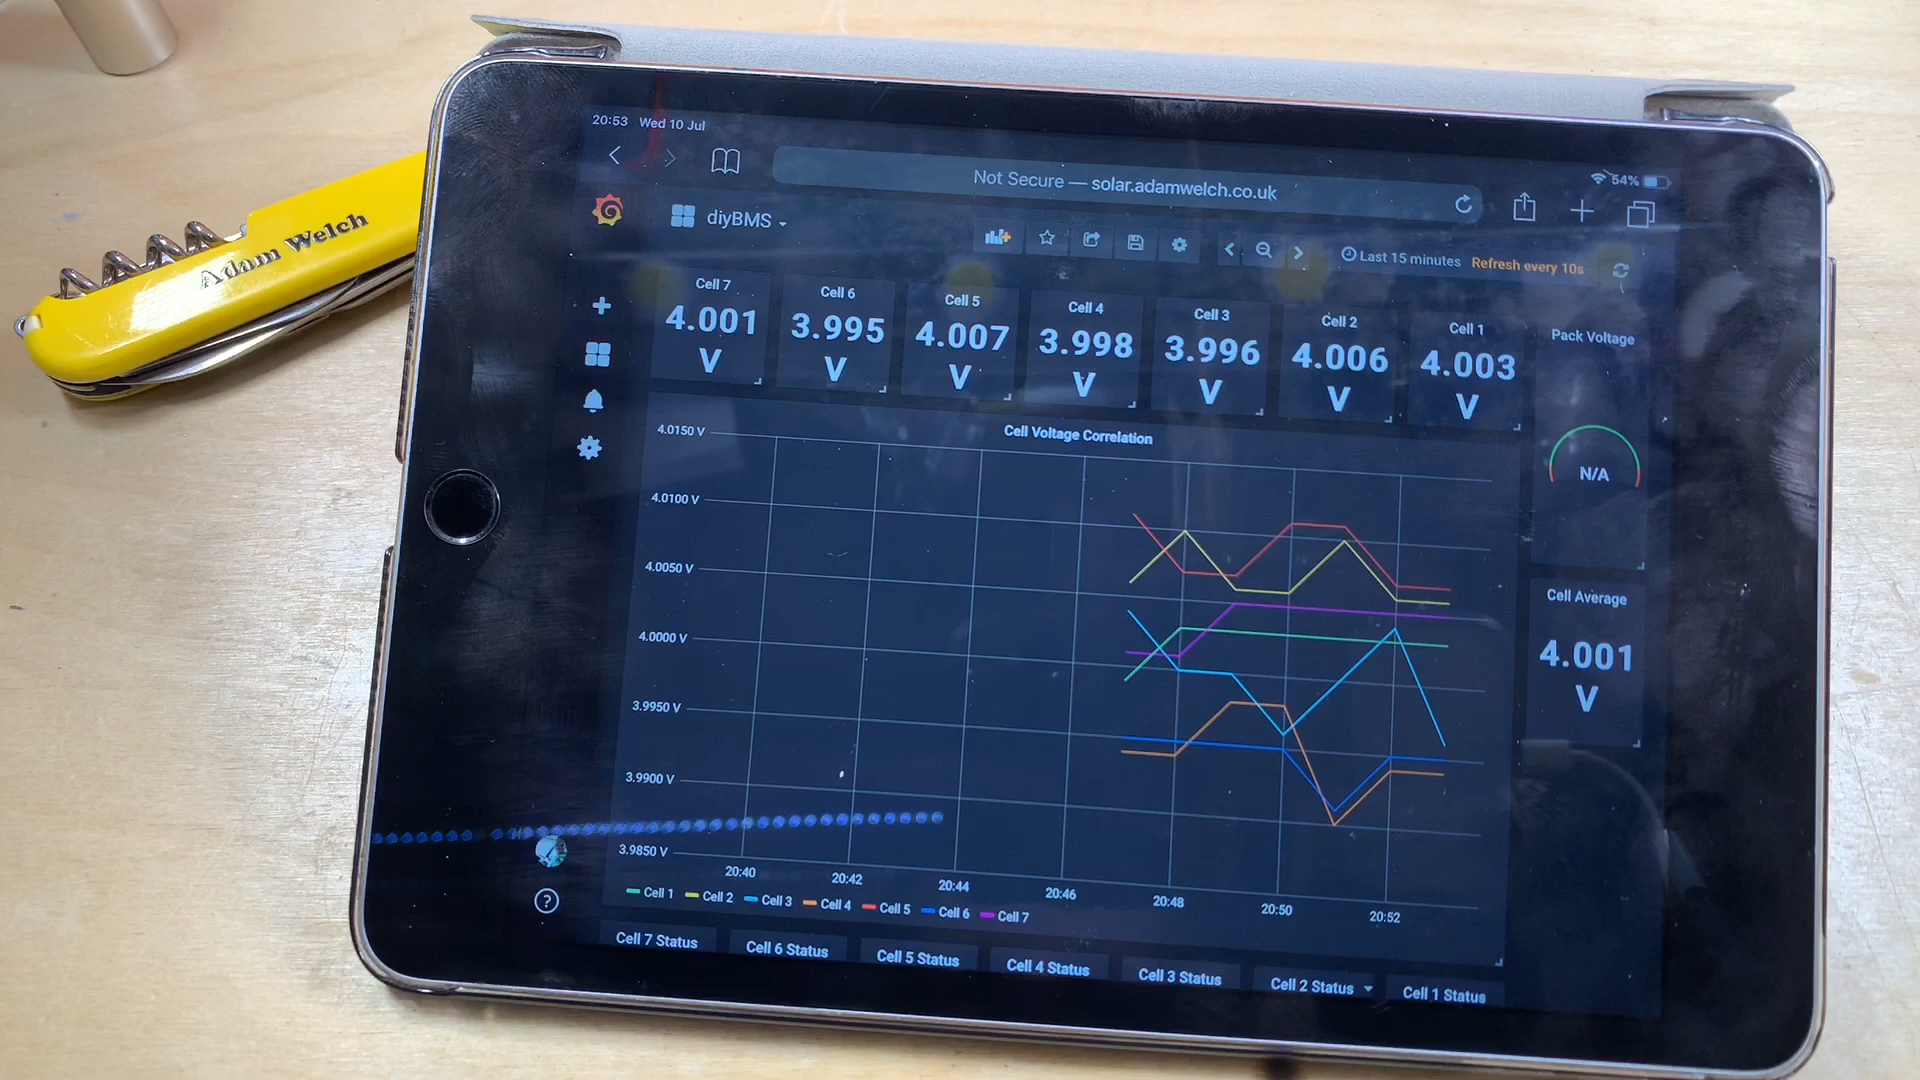 Adam Welch
20:53 Wed 10 Jul
54%
Not Secure — solar.adamwelch.co.uk
diyBMS
Last 15 minutes Refresh every 10s
Cell 7
4.001
V
Cell 6
3.995
V
Cell 5
4.007
V
Cell 4
3.998
V
Cell 3
3.996
V
Cell 2
4.006
V
Cell 1
4.003
V
Pack Voltage
N/A
Cell Average
4.001
V
Cell Voltage Correlation
4.0150 V
4.0100 V
4.0050 V
4.0000 V
3.9950 V
3.9900 V
3.9850 V
20:40 20:42 20:44 20:46 20:48 20:50 20:52
Cell 1 Cell 2 Cell 3 Cell 4 Cell 5 Cell 6 Cell 7
Cell 7 Status Cell 6 Status Cell 5 Status Cell 4 Status Cell 3 Status Cell 2 Status Cell 1 Status